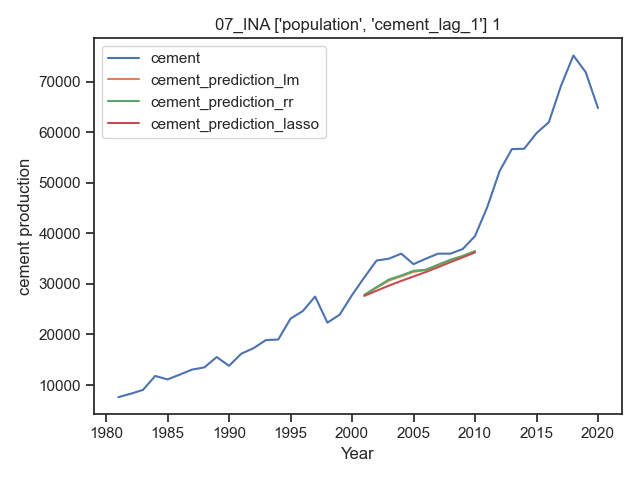 07_INA ['population', 'cement_lag_1'] 1
cement
cement_prediction_lm
cement_prediction_rr
cement_prediction_lasso
cement production
70000
60000
50000
40000
30000
20000
10000
1980 1985 1990 1995 2000 2005 2010 2015 2020
Year